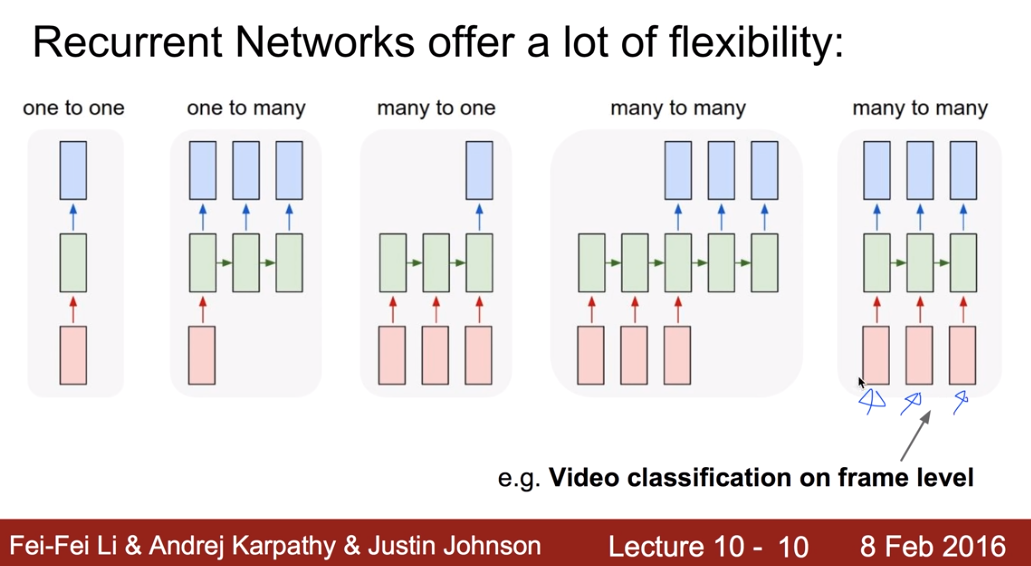 Recurrent Networks offer a lot of flexibility:
one to one one to many many to one many to many many to many
e.g. Video classification on frame level
Fei-Fei Li & Andrej Karpathy & Justin Johnson Lecture 10 - 10 8 Feb 2016